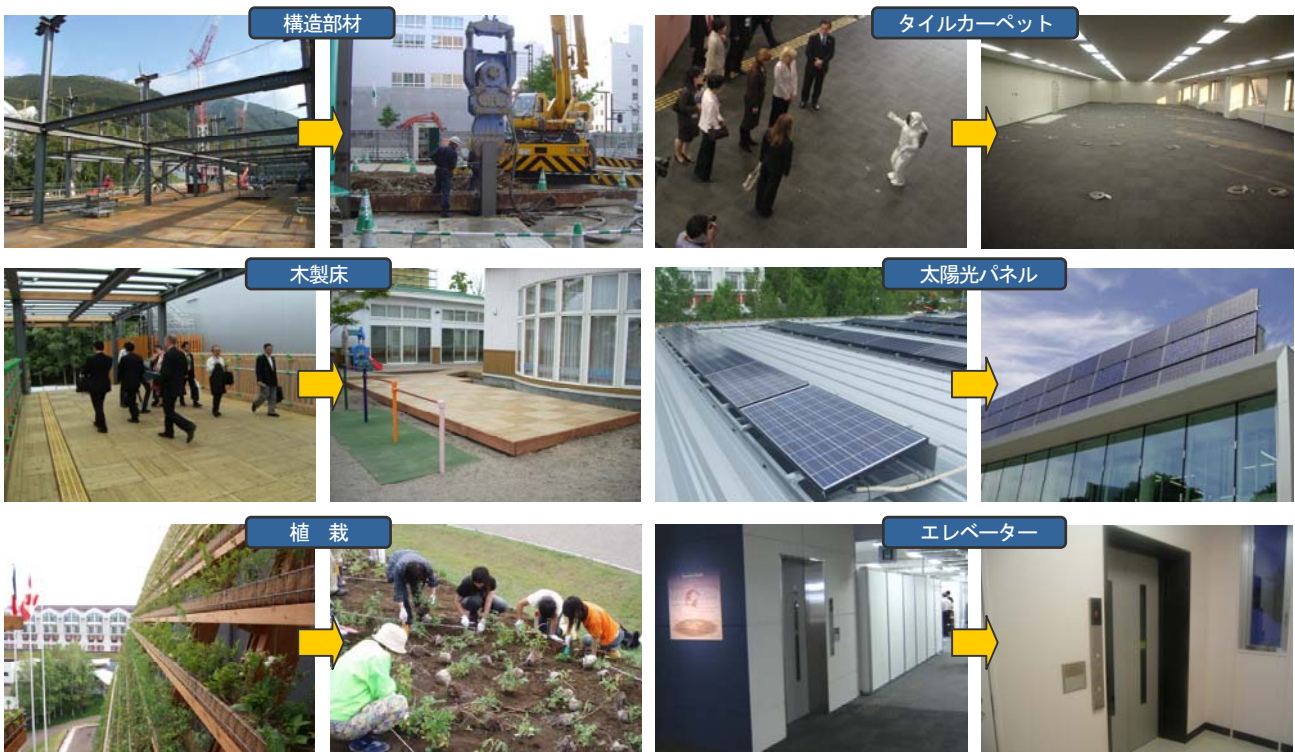 構造部材
タイルカーペット
木製床
太陽光パネル
植 栽
エレベーター